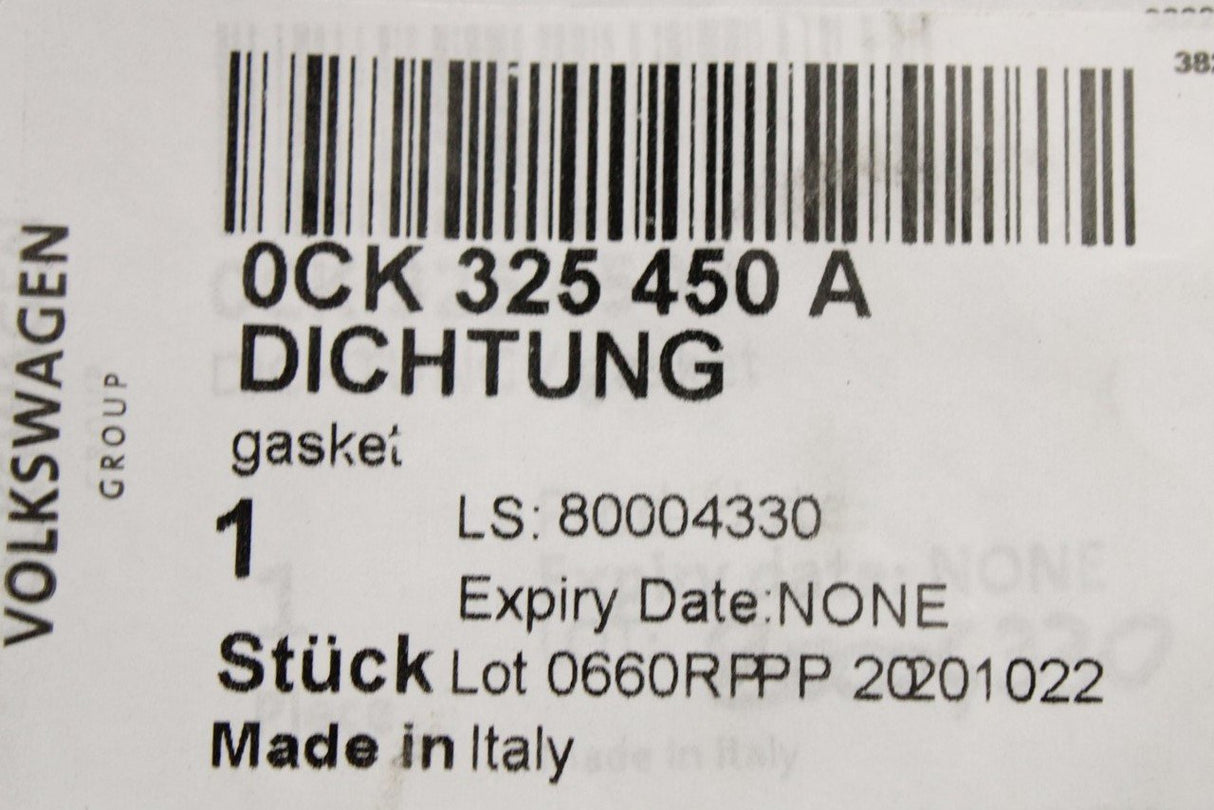 VOLKSWAGEN
GROUP
0CK 325 450 A
DICHTUNG
gasket
1
LS: 80004330
Expiry Date:NONE
Stück Lot 0660RPPP 20201022
Made in Italy